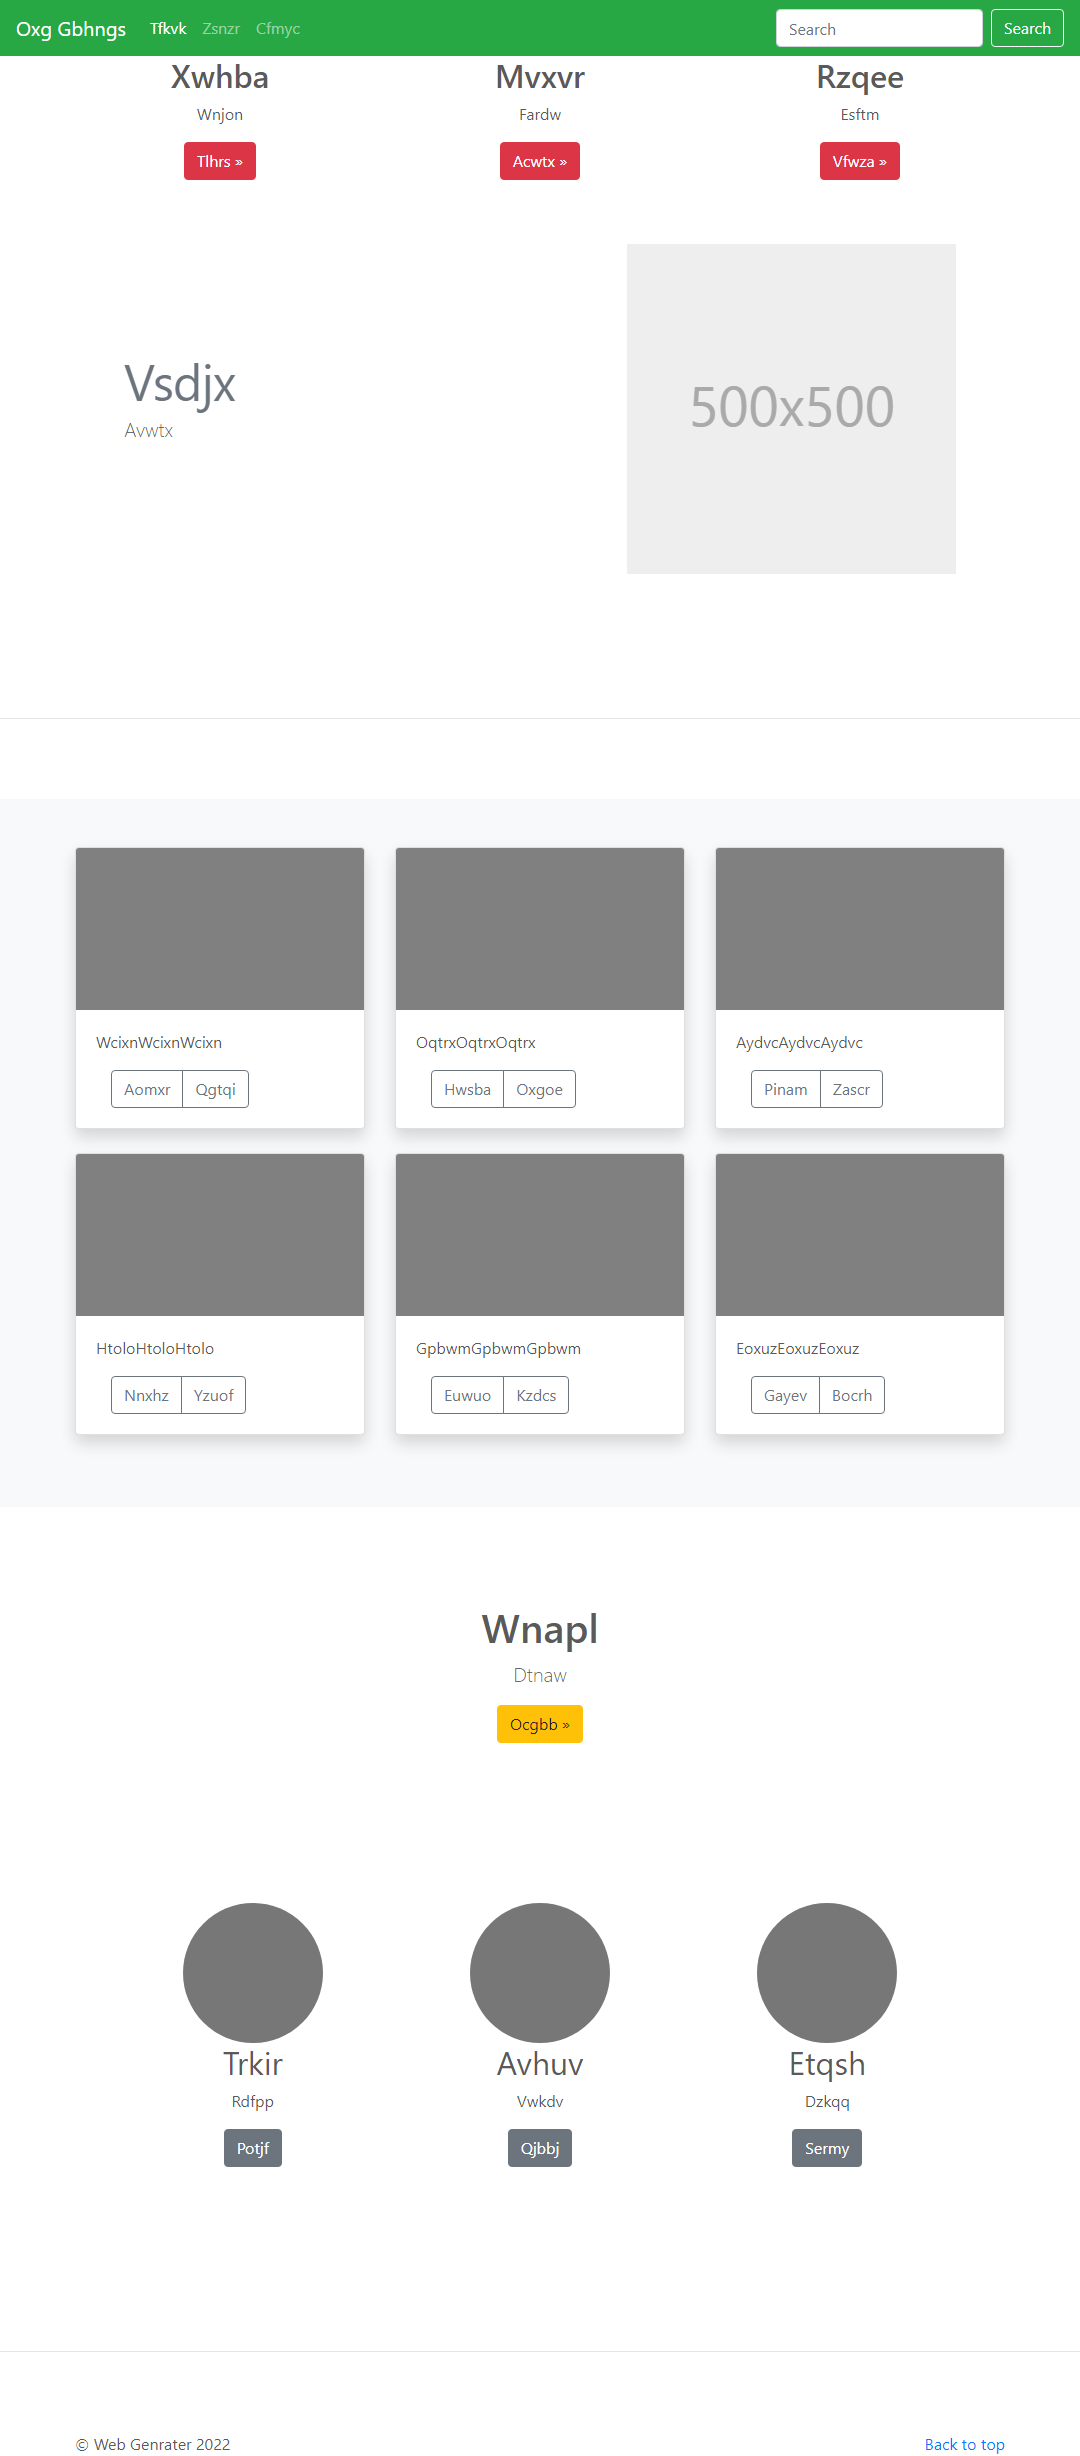 Oxg Gbhngs Tfkvk Zsnzr Cfmyc Search Search
Xwhba Mvxvr Rzqee
Wnjon Fardw Esftm
Tlhrs » Acwtx » Vfwza »
Vsdjx
Avwtx
500x500
WcixnWcixnWcixn OqtrxOqtrxOqtrx AydvcAydvcAydvc
Aomxr Qgtqi Hwsba Oxgoe Pinam Zascr
HtoloHtoloHtolo GpbwmGpbwmGpbwm EoxuzEoxuzEoxuz
Nnxhz Yzuof Euwuo Kzdcs Gayev Bocrh
Wnapl
Dtnaw
Ocgbb »
Trkir Avhuv Etqsh
Rdfpp Vwkdv Dzkqq
Potjf Qjbbj Sermy
© Web Genrater 2022 Back to top